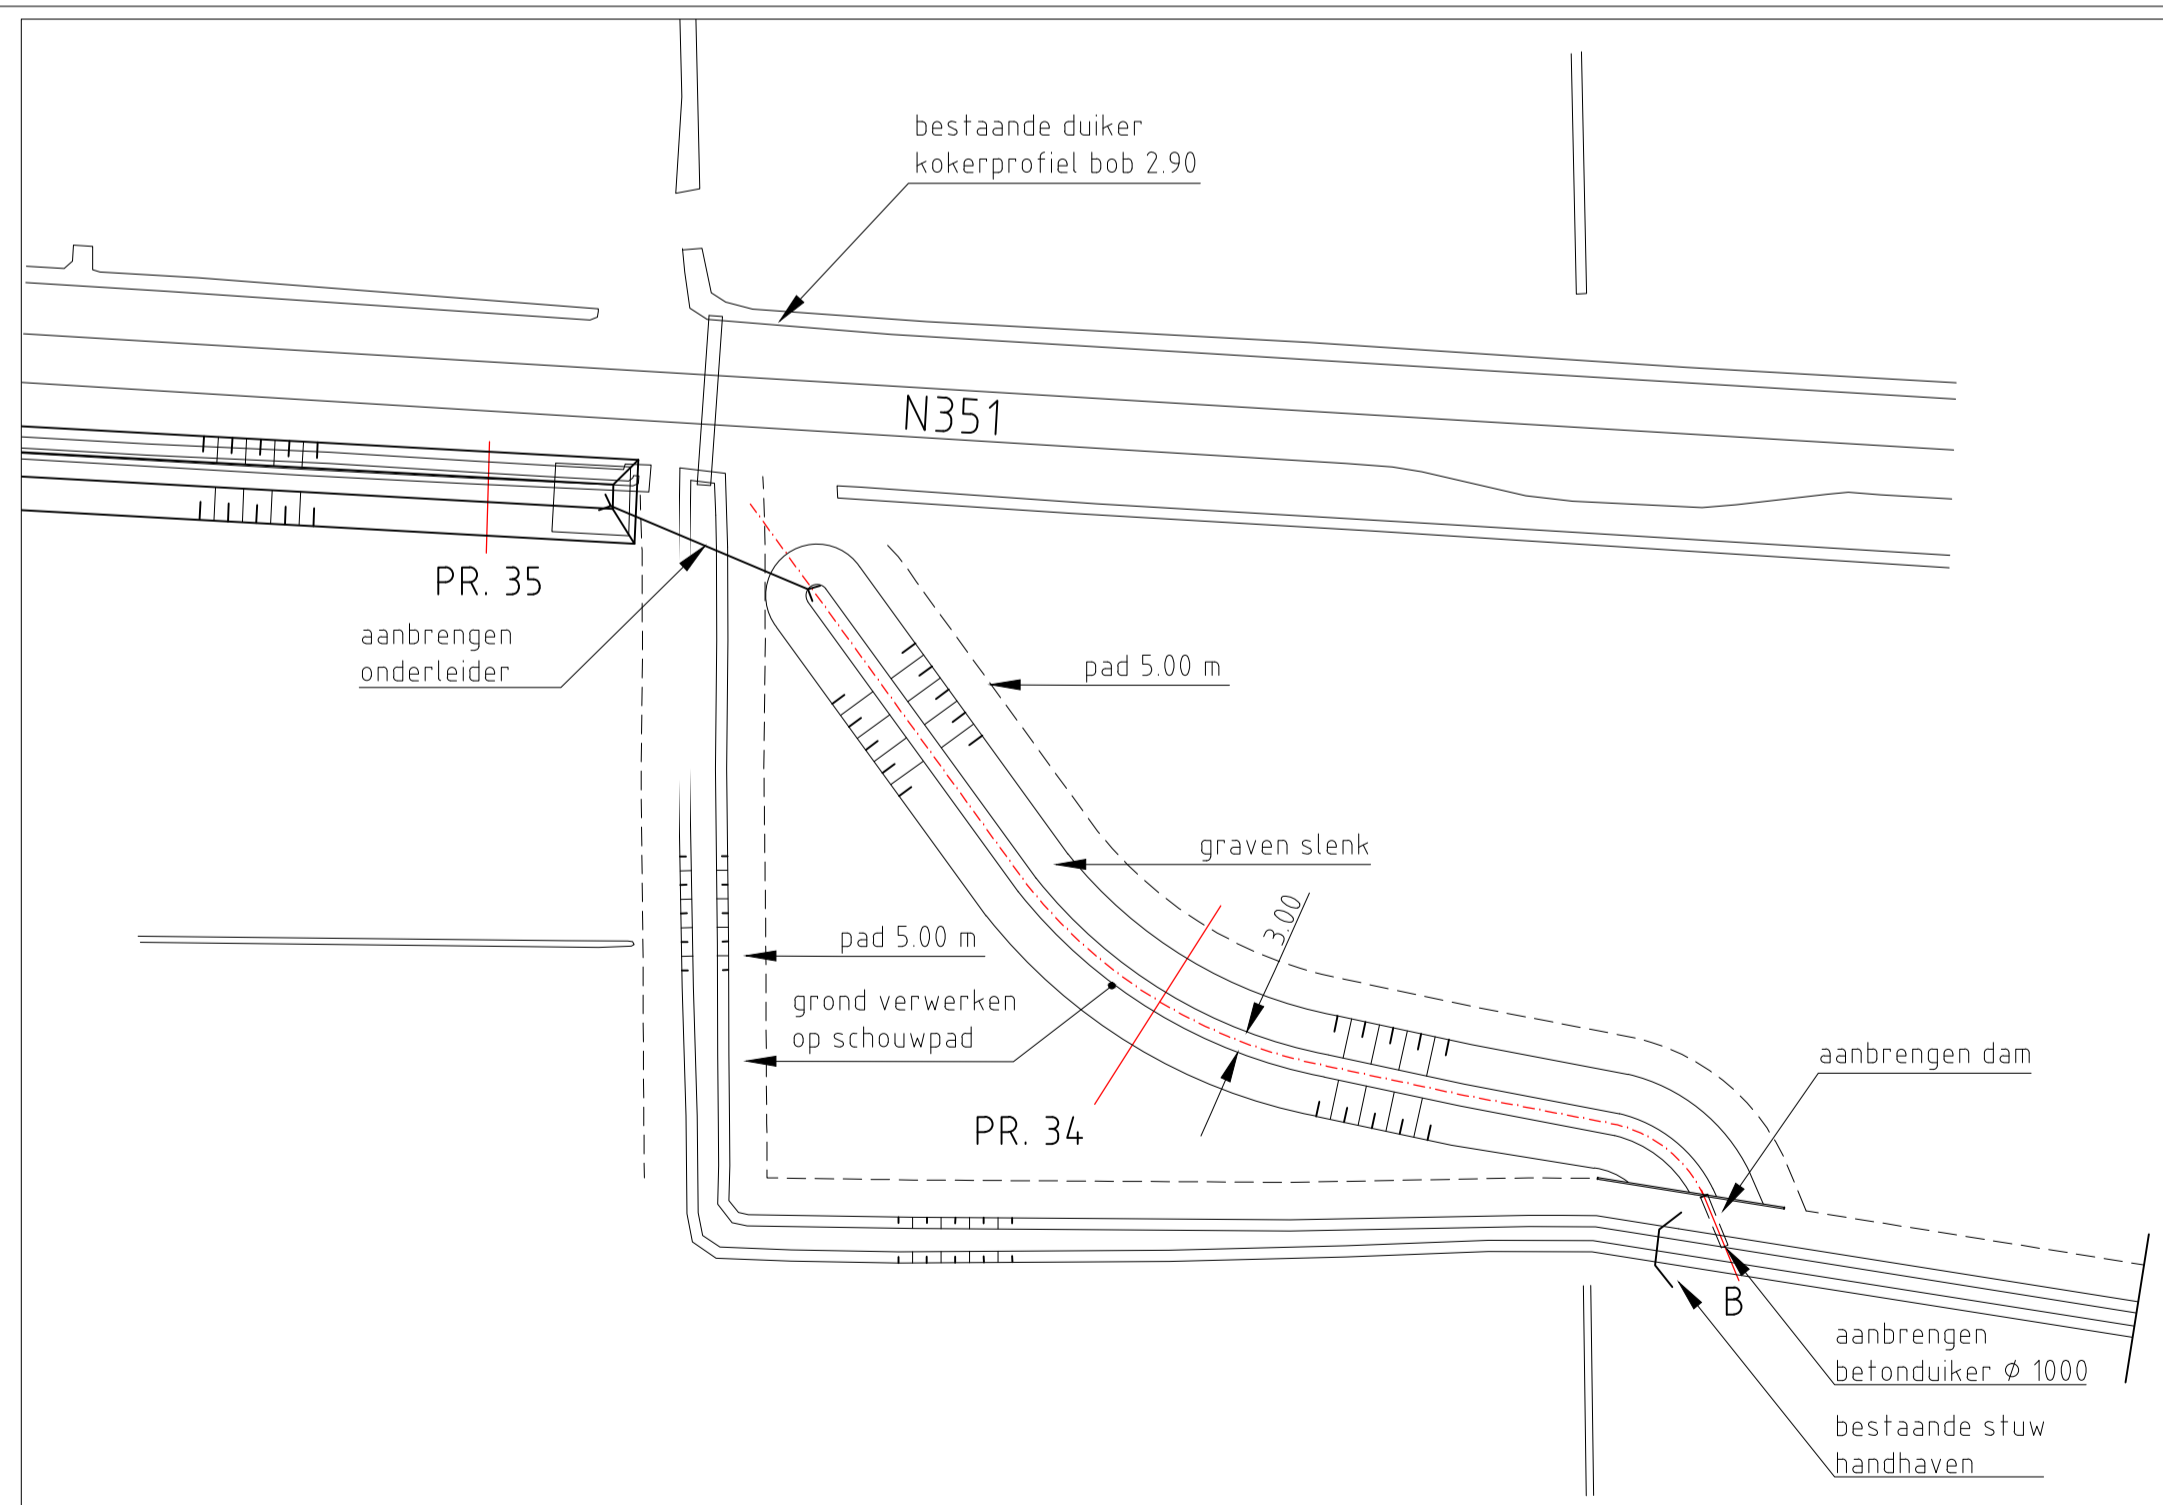 bestaande duiker
kokerprofiel bob 2.90
N351
PR. 35
aanbrengen
onderleider
pad 5.00 m
graven slenk
3.00
pad 5.00 m
grond verwerken
op schouwpad
aanbrengen dam
PR. 34
B
aanbrengen
betonduiker ϕ 1000
bestaande stuw
handhaven